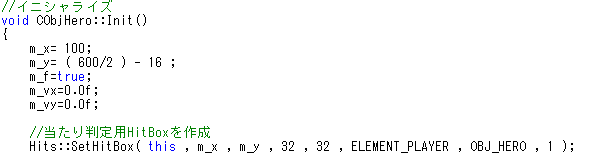 //イニシャライズ
void CObjHero::Init()
{
    m_x= 100;
    m_y= ( 600/2 ) - 16 ;
    m_f=true;
    m_vx=0.0f;
    m_vy=0.0f;
    //当たり判定用HitBoxを作成
    Hits::SetHitBox( this , m_x , m_y , 32 , 32 , ELEMENT_PLAYER , OBJ_HERO , 1 );